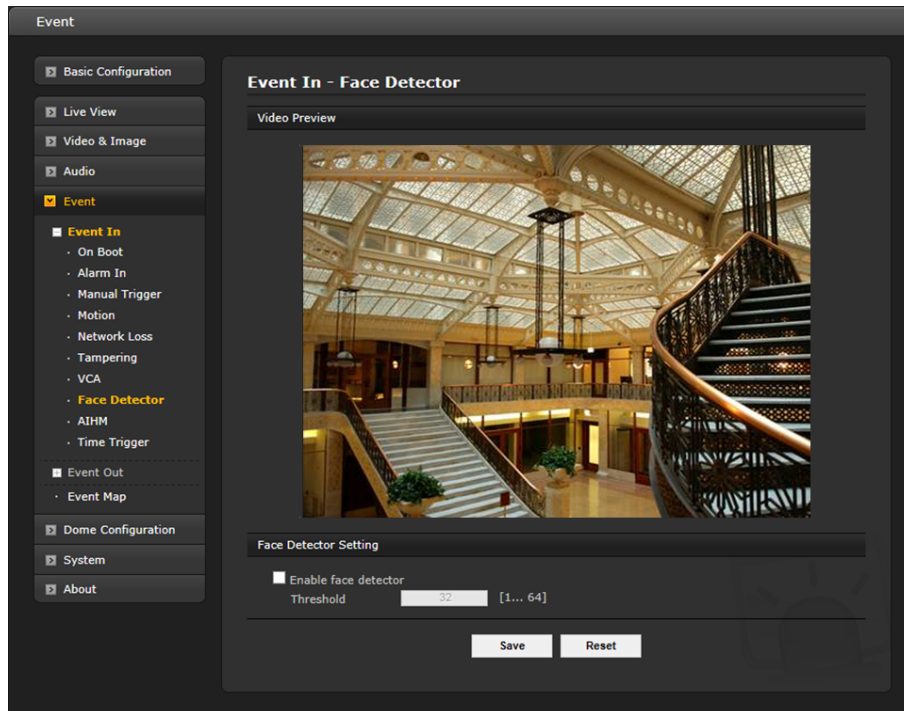 Event
Basic Configuration
Live View
Video & Image
Audio
Event
Event In
On Boot
Alarm In
Manual Trigger
Motion
Network Loss
Tampering
VCA
Face Detector
AIHM
Time Trigger
Event Out
Event Map
Dome Configuration
System
About
Event In - Face Detector
Video Preview
Face Detector Setting
Enable face detector
Threshold 32 [1... 64]
Save Reset